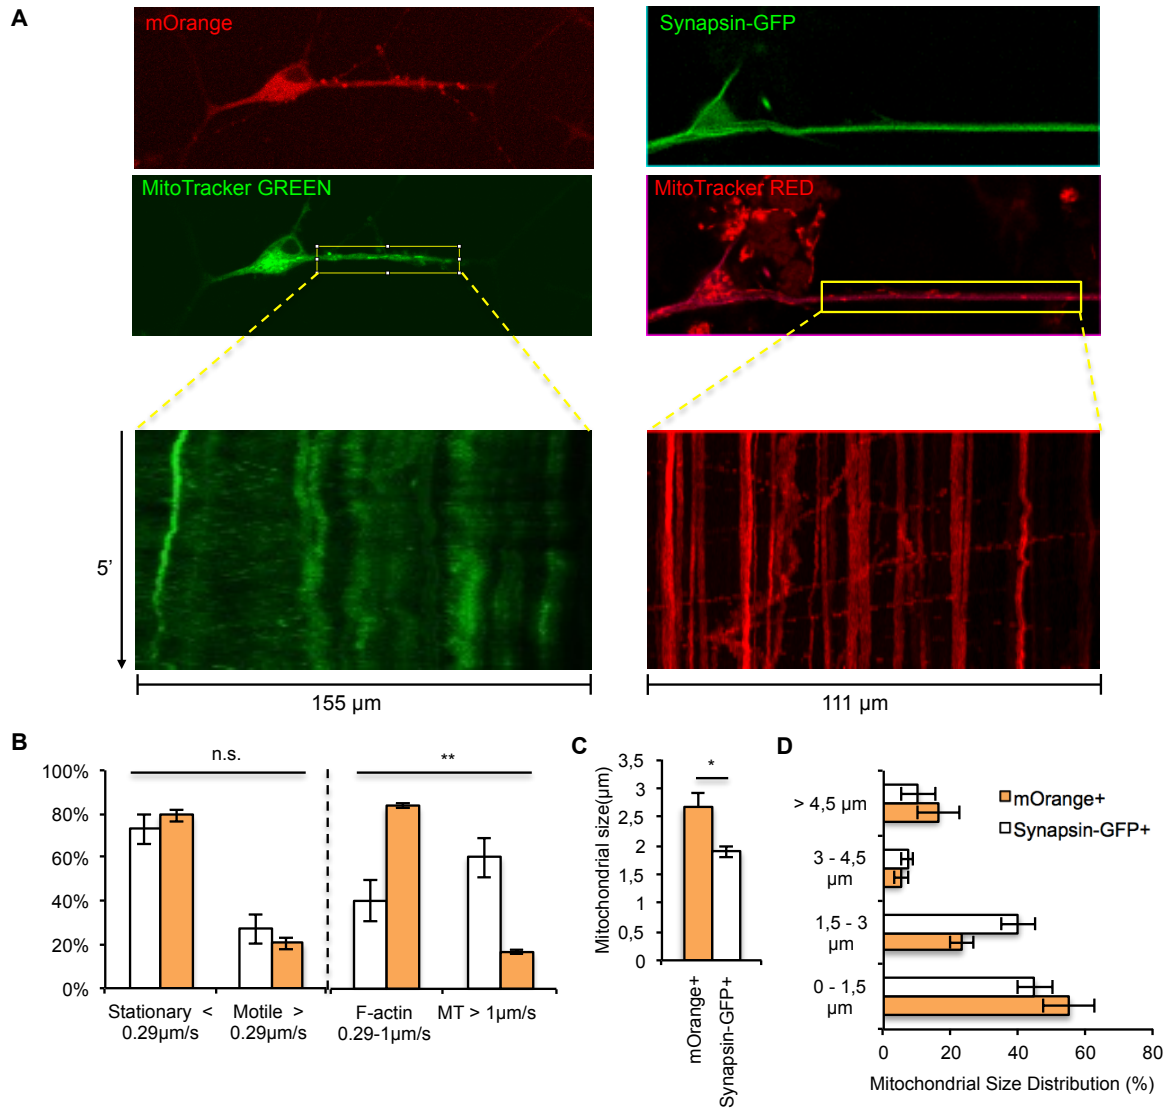 A
mOrange
Synapsin-GFP
MitoTracker GREEN
MitoTracker RED
5'
155 µm
111 µm
B
n.s.
**
100%
80%
60%
40%
20%
0%
Stationary <
0.29µm/s
Motile >
0.29µm/s
F-actin
0.29-1µm/s
MT > 1µm/s
C
Mitochondrial size(µm)
3,5
3
2,5
2
1,5
1
0,5
0
*
mOrange+
Synapsin-GFP+
D
> 4,5 µm
3 - 4,5
µm
1,5 - 3
µm
0 - 1,5
µm
mOrange+
Synapsin-GFP+
0
20
40
60
80
Mitochondrial Size Distribution (%)